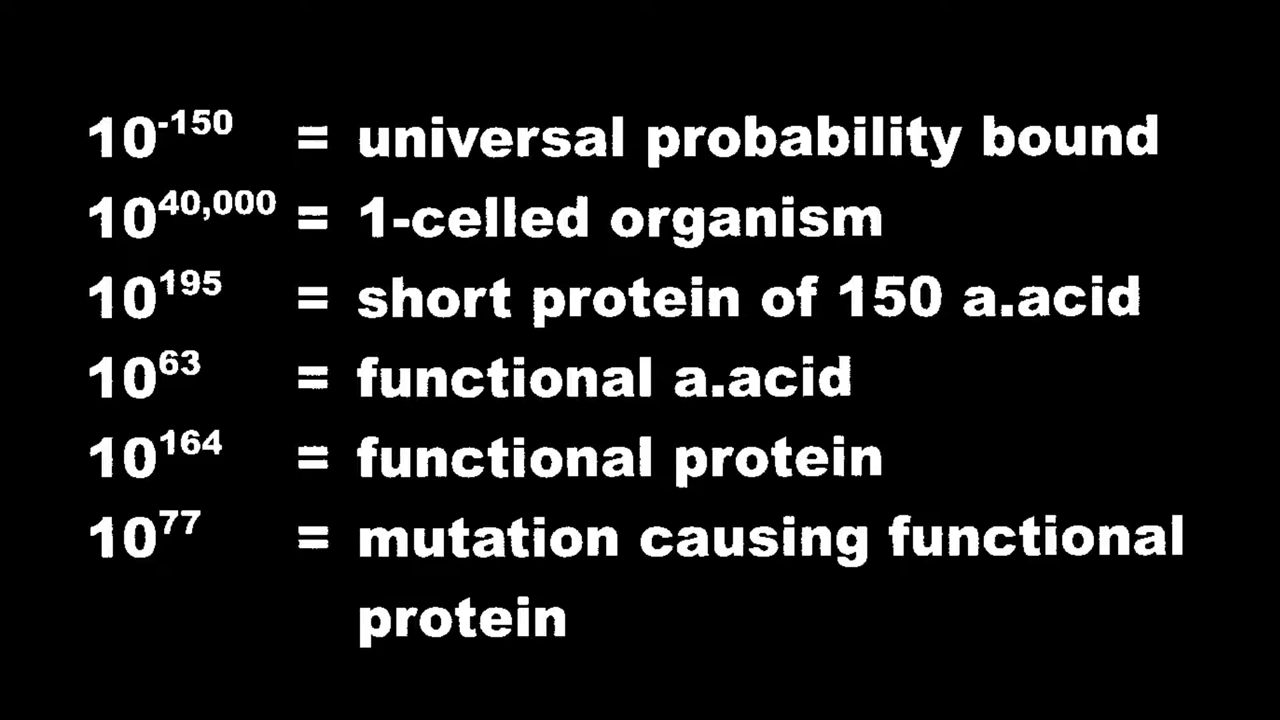 10⁻¹⁵⁰ = universal probability bound
10⁴⁰,⁰⁰⁰ = 1-celled organism
10¹⁹⁵ = short protein of 150 a.acid
10⁶³ = functional a.acid
10¹⁶⁴ = functional protein
10⁷⁷ = mutation causing functional
protein